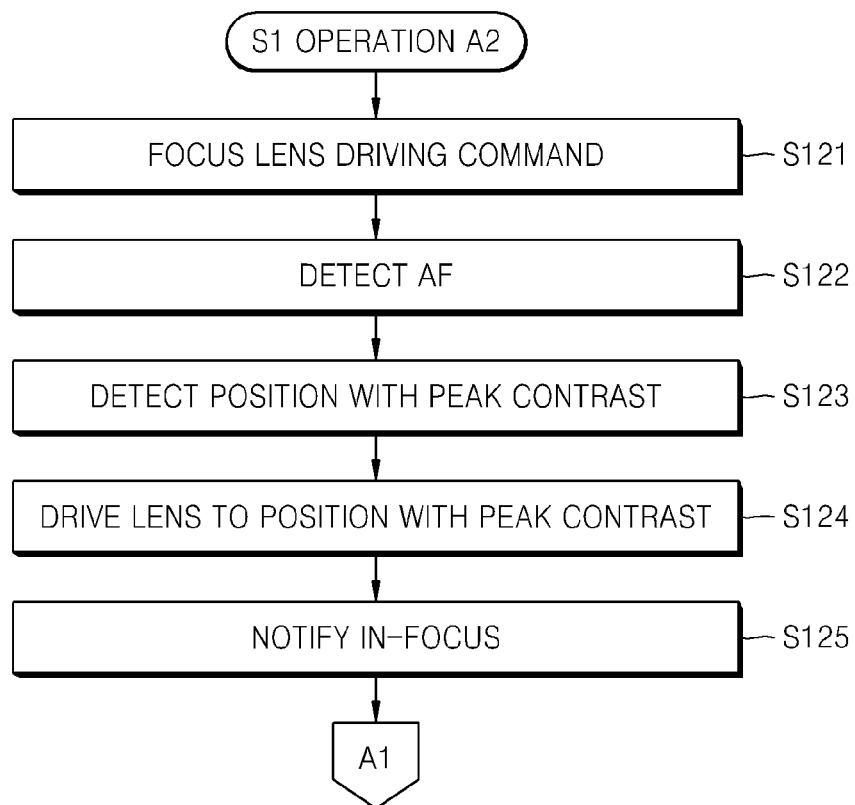 S1 OPERATION A2
FOCUS LENS DRIVING COMMAND
S121
DETECT AF
S122
DETECT POSITION WITH PEAK CONTRAST
S123
DRIVE LENS TO POSITION WITH PEAK CONTRAST
S124
NOTIFY IN-FOCUS
S125
A1